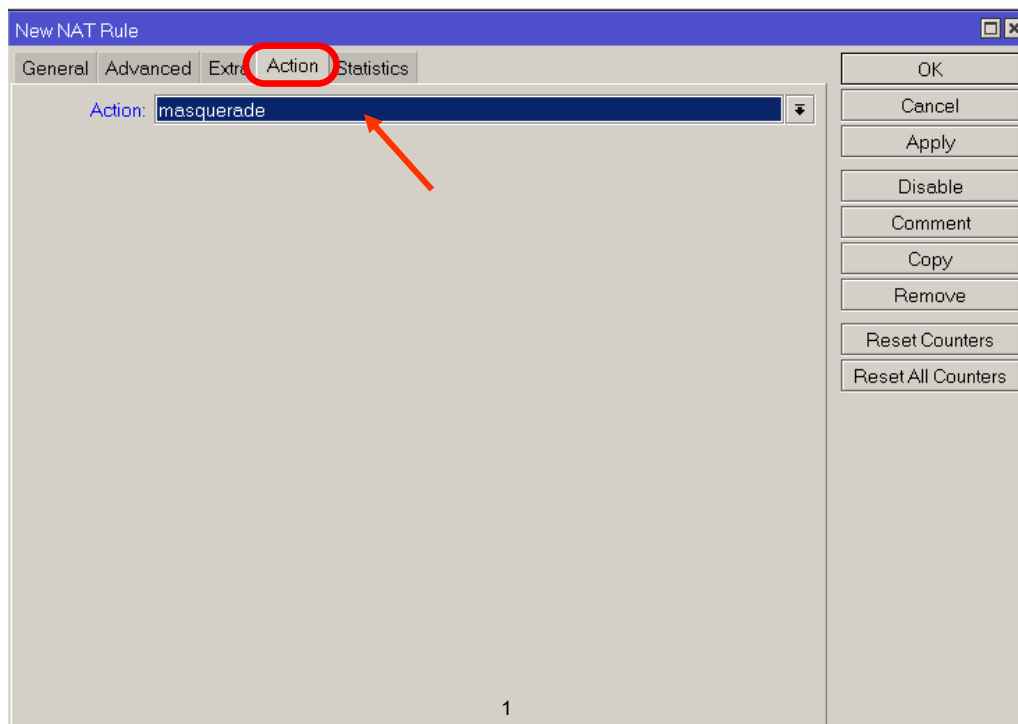 New NAT Rule
General Advanced Extra Action Statistics
Action: masquerade
OK
Cancel
Apply
Disable
Comment
Copy
Remove
Reset Counters
Reset All Counters
1